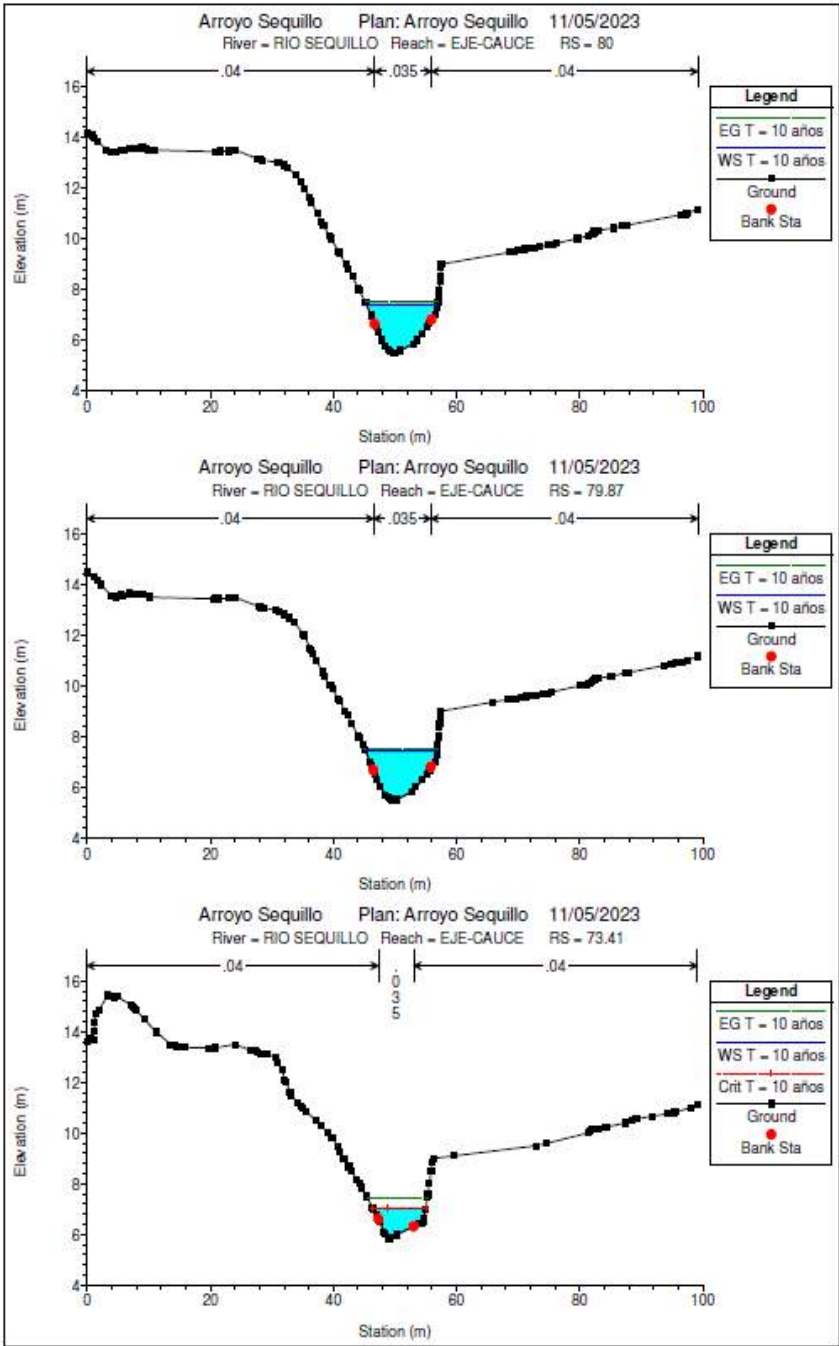 Arroyo Sequillo Plan: Arroyo Sequillo 11/05/2023
River = RIO SEQUILLO Reach = EJE-CAUCE RS = 80
.04 .035 .04
16
14
12
10
8
6
4
0 20 40 60 80 100
Elevation (m)
Station (m)
Legend
EG T = 10 años
WS T = 10 años
Ground
Bank Sta
Arroyo Sequillo Plan: Arroyo Sequillo 11/05/2023
River = RIO SEQUILLO Reach = EJE-CAUCE RS = 79.87
.04 .035 .04
16
14
12
10
8
6
4
0 20 40 60 80 100
Elevation (m)
Station (m)
Legend
EG T = 10 años
WS T = 10 años
Ground
Bank Sta
Arroyo Sequillo Plan: Arroyo Sequillo 11/05/2023
River = RIO SEQUILLO Reach = EJE-CAUCE RS = 73.41
.04 .035 .04
16
14
12
10
8
6
4
0 20 40 60 80 100
Elevation (m)
Station (m)
Legend
EG T = 10 años
WS T = 10 años
Crit T = 10 años
Ground
Bank Sta